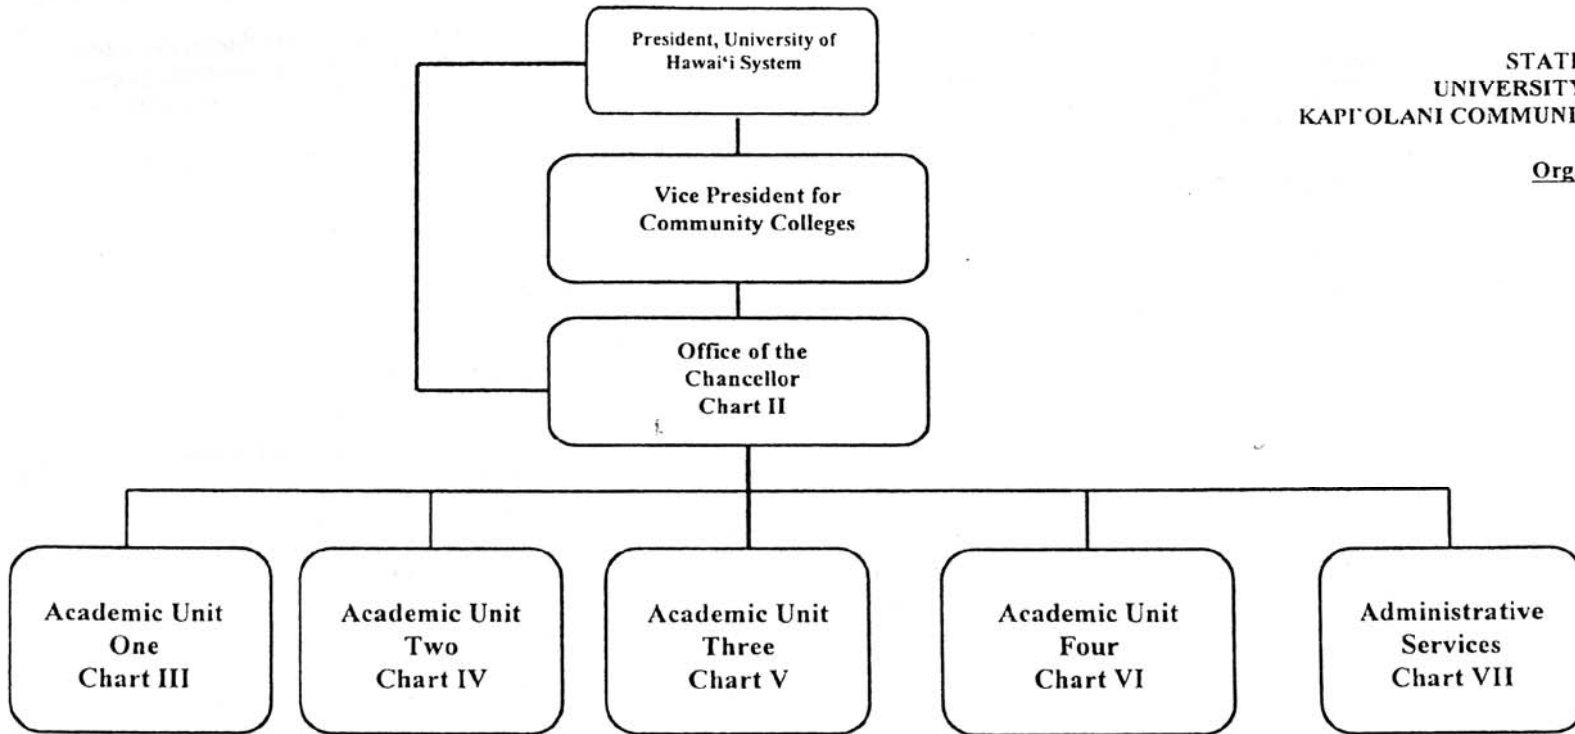 President, University of
Hawai‘i System
STAT
UNIVERSITY
KAPI`OLANI COMMUN
Org
Vice President for
Community Colleges
Office of the
Chancellor
Chart II
Academic Unit
One
Chart III
Academic Unit
Two
Chart IV
Academic Unit
Three
Chart V
Academic Unit
Four
Chart VI
Administrative
Services
Chart VII